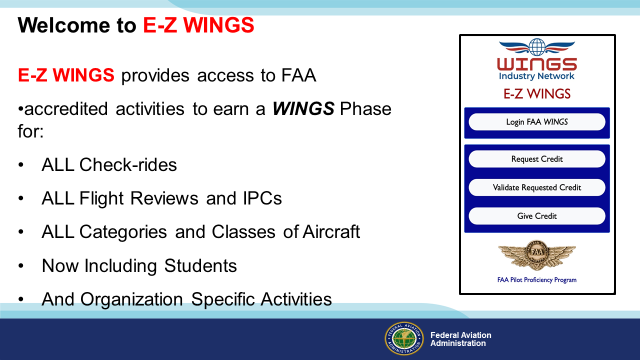 Welcome to E-Z WINGS
E-Z WINGS provides access to FAA
•accredited activities to earn a WINGS Phase
for:
• ALL Check-rides
• ALL Flight Reviews and IPCs
• ALL Categories and Classes of Aircraft
• Now Including Students
• And Organization Specific Activities
WINGS
Industry Network
E-Z WINGS
Login FAA WINGS
Request Credit
Validate Requested Credit
Give Credit
FAA
FAA Pilot Proficiency Program
Federal Aviation
Administration